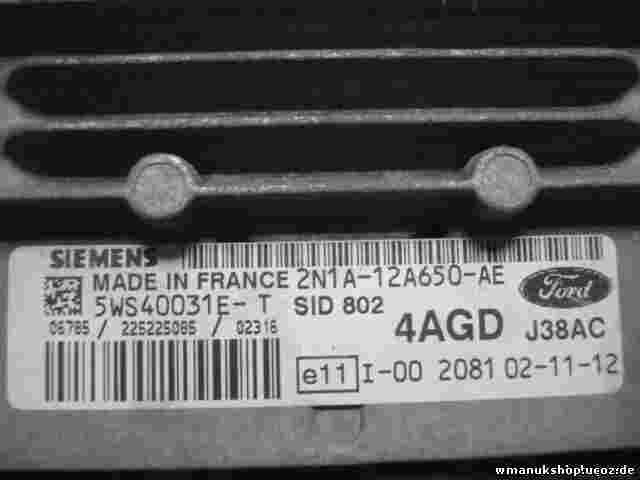 SIEMENS
MADE IN FRANCE 2N1A-12A650-AE
5WS40031E- T SID 802
Ford
06785 / 226225085 / 02316
4AGD J38AC
e11 I-00 2081 02-11-12
wmanukshop.ucoz.de